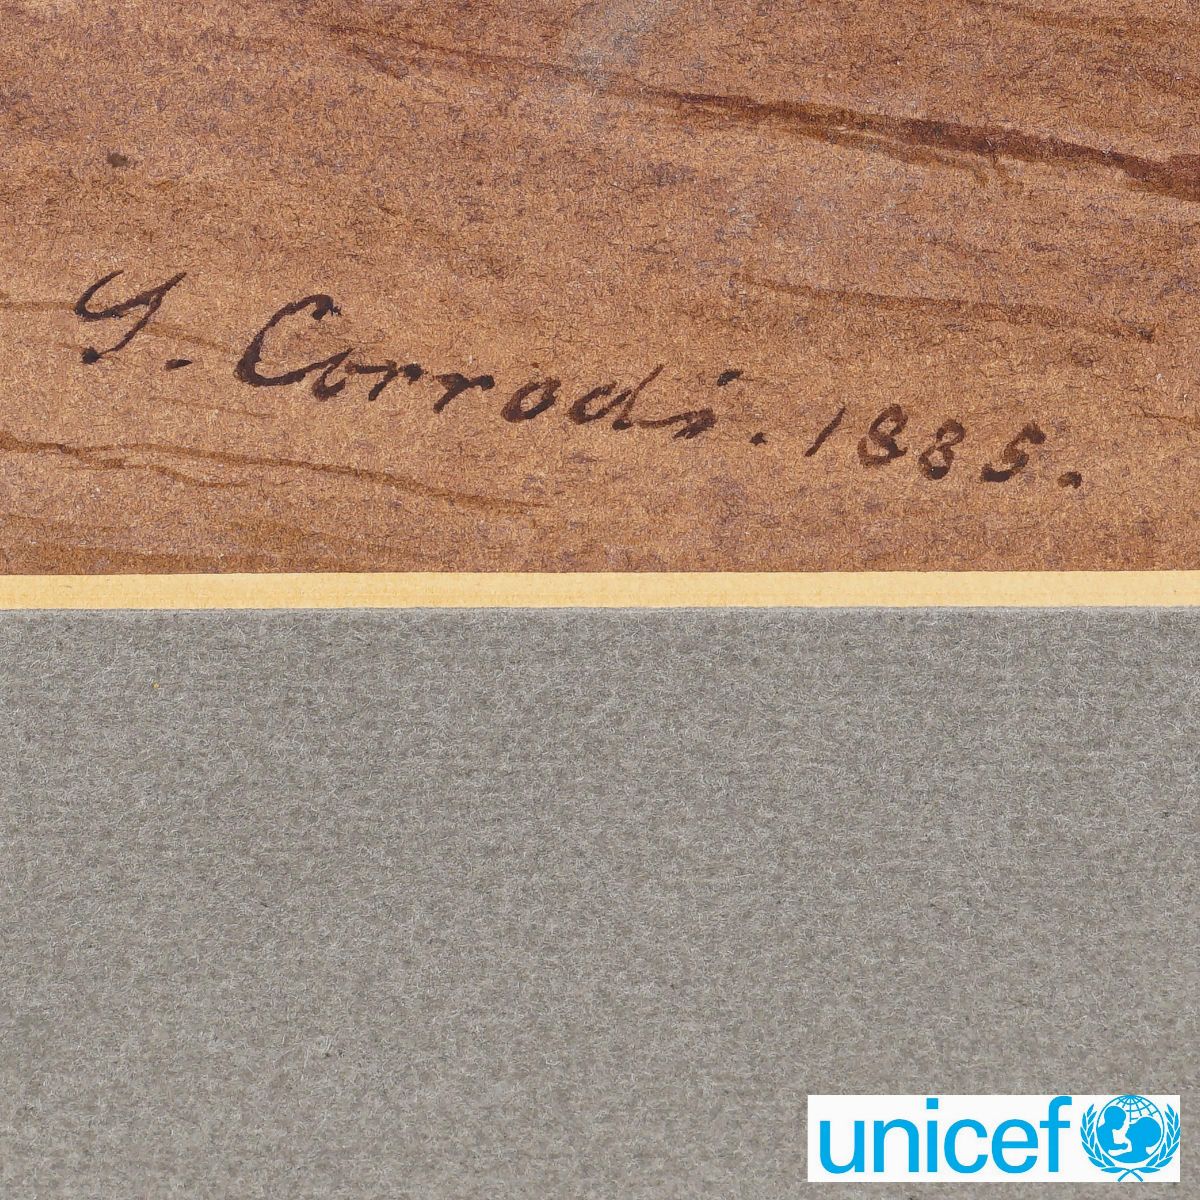 G. Corrodi. 1885.
unicef